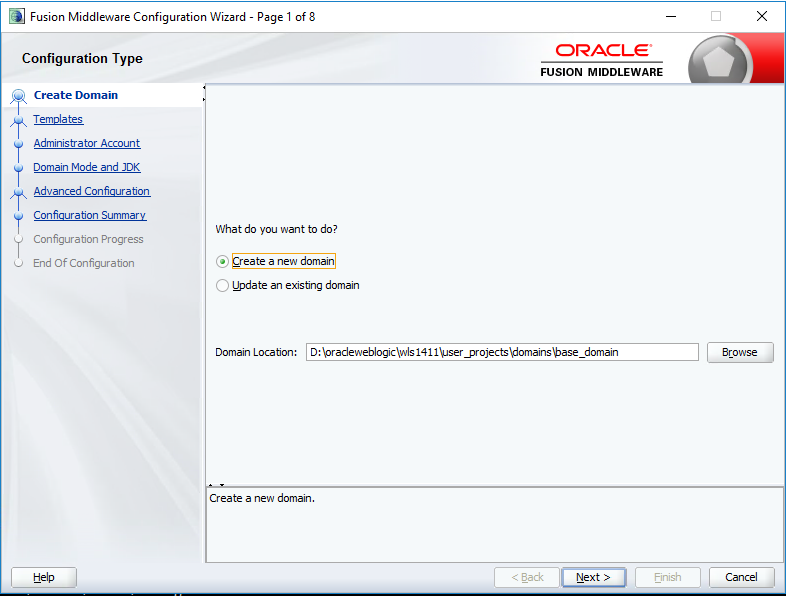 Fusion Middleware Configuration Wizard - Page 1 of 8
Configuration Type
ORACLE
FUSION MIDDLEWARE
Create Domain
Templates
Administrator Account
Domain Mode and JDK
Advanced Configuration
Configuration Summary
Configuration Progress
End Of Configuration
What do you want to do?
Create a new domain
Update an existing domain
Domain Location: D:\oracleweblogic\wls1411\user_projects\domains\base_domain Browse
Create a new domain.
Help < Back Next > Finish Cancel